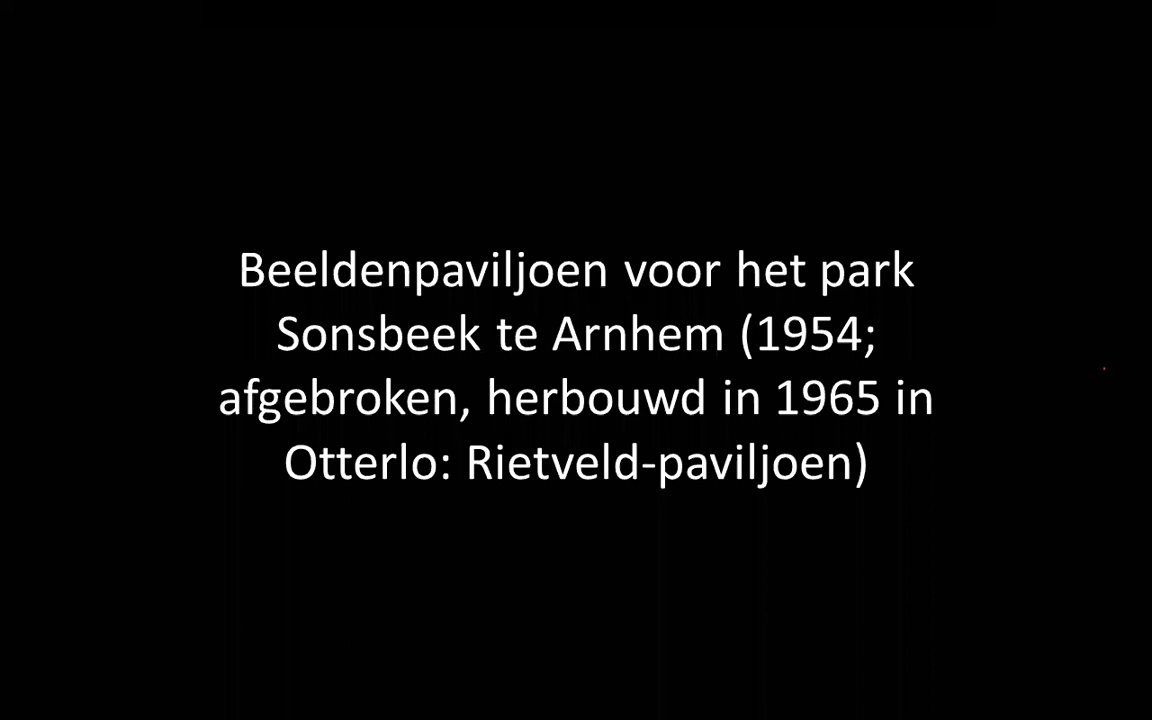 Beeldenpaviljoen voor het park
Sonsbeek te Arnhem (1954;
afgebroken, herbouwd in 1965 in
Otterlo: Rietveld-paviljoen)